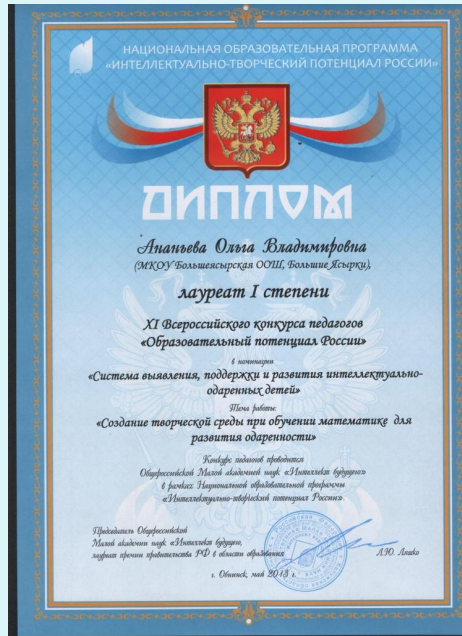 НАЦИОНАЛЬНАЯ ОБРАЗОВАТЕЛЬНАЯ ПРОГРАММА
«ИНТЕЛЛЕКТУАЛЬНО-ТВОРЧЕСКИЙ ПОТЕНЦИАЛ РОССИИ»
ДИПЛОМ
Ананьева Ольга Владимировна
(МКОУ Большеясырская ООШ, Большие Ясырки),
лауреат I степени
XI Всероссийского конкурса педагогов
«Образовательный потенциал России»
в номинации
«Система выявления, поддержки и развития интеллектуально-
одаренных детей»
Тема работы:
«Создание творческой среды при обучении математике для
развития одаренности»
Конкурс педагогов проводится
Общероссийской Малой академией наук «Интеллект будущего»
в рамках Национальной образовательной программы
«Интеллектуально-творческий потенциал России».
Председатель Общероссийской
Малой академии наук «Интеллект будущего»,
лауреат премии правительства РФ в области образования
Л.Ю. Ляшко
г. Обнинск, май 2013 г.